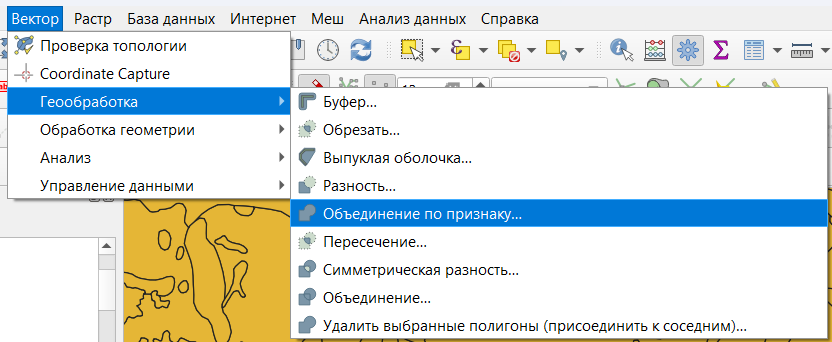 Вектор Растр База данных Интернет Меш Анализ данных Справка
Проверка топологии
Coordinate Capture
Геообработка
Обработка геометрии
Анализ
Управление данными
Буфер...
Обрезать...
Выпуклая оболочка...
Разность...
Объединение по признаку...
Пересечение...
Симметрическая разность...
Объединение...
Удалить выбранные полигоны (присоединить к соседним)...